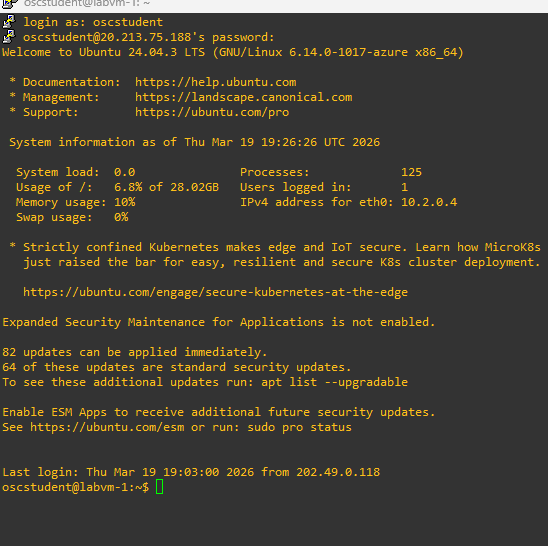 oscstudent@labvm-1: ~
login as: oscstudent
oscstudent@20.213.75.188's password:
Welcome to Ubuntu 24.04.3 LTS (GNU/Linux 6.14.0-1017-azure x86_64)
* Documentation: https://help.ubuntu.com
* Management: https://landscape.canonical.com
* Support: https://ubuntu.com/pro
System information as of Thu Mar 19 19:26:26 UTC 2026
System load: 0.0 Processes: 125
Usage of /: 6.8% of 28.02GB Users logged in: 1
Memory usage: 10% IPv4 address for eth0: 10.2.0.4
Swap usage: 0%
* Strictly confined Kubernetes makes edge and IoT secure. Learn how MicroK8s
just raised the bar for easy, resilient and secure K8s cluster deployment.
https://ubuntu.com/engage/secure-kubernetes-at-the-edge
Expanded Security Maintenance for Applications is not enabled.
82 updates can be applied immediately.
64 of these updates are standard security updates.
To see these additional updates run: apt list --upgradable
Enable ESM Apps to receive additional future security updates.
See https://ubuntu.com/esm or run: sudo pro status
Last login: Thu Mar 19 19:03:00 2026 from 202.49.0.118
oscstudent@labvm-1:~$